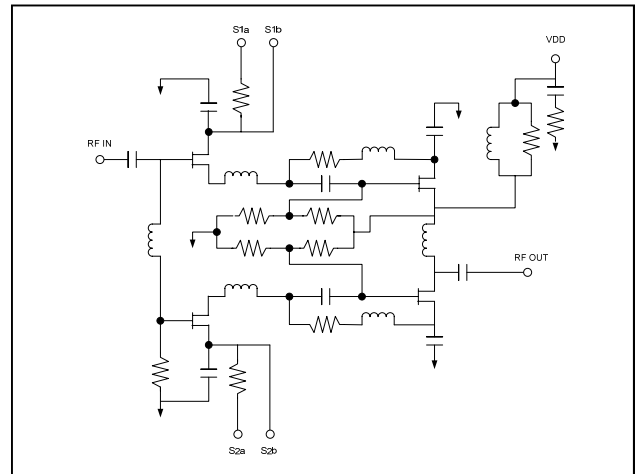 S1a
S1b
VDD
RF IN
RF OUT
S2a
S2b